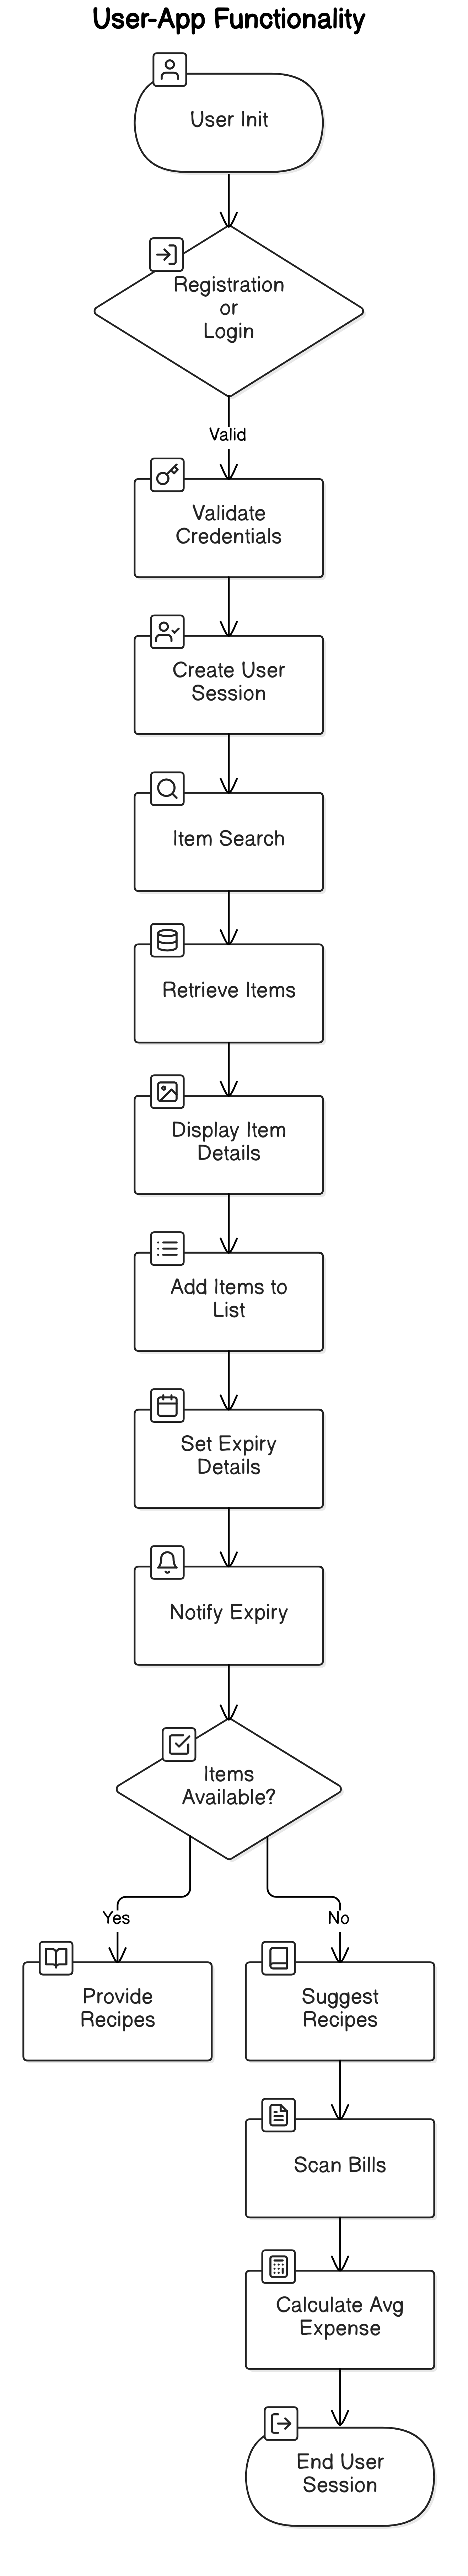 User-App Functionality
User Init
Registration
or
Login
Valid
Validate
Credentials
Create User
Session
Item Search
Retrieve Items
Display Item
Details
Add Items to
List
Set Expiry
Details
Notify Expiry
Items
Available?
Yes
No
Provide
Recipes
Suggest
Recipes
Scan Bills
Calculate Avg
Expense
End User
Session